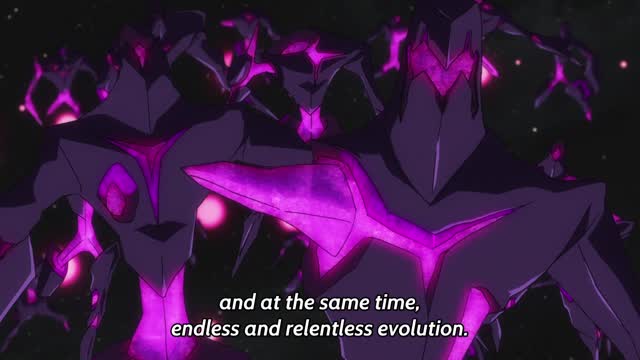 and at the same time,
endless and relentless evolution.